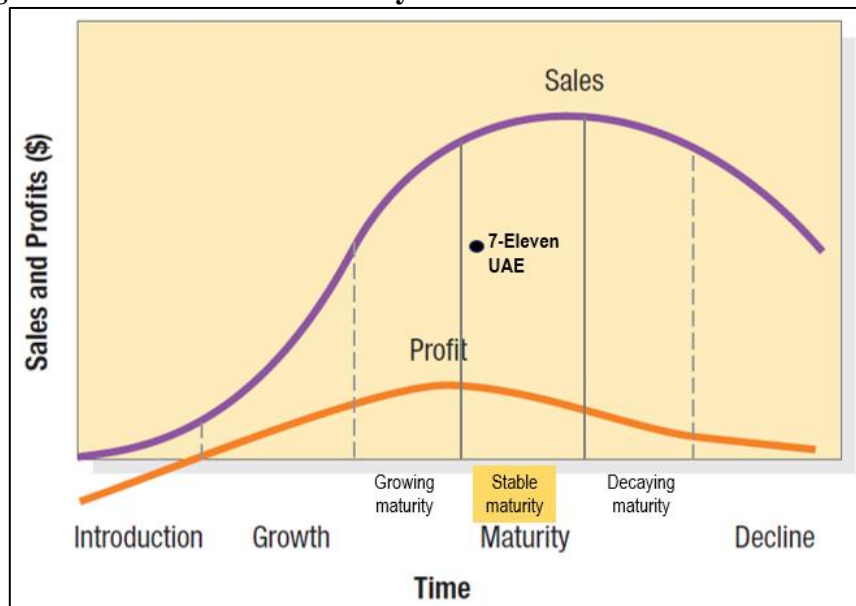 Sales
Sales and Profits ($)
7-Eleven
UAE
Profit
Growing
maturity
Stable
maturity
Decaying
maturity
Introduction
Growth
Maturity
Decline
Time